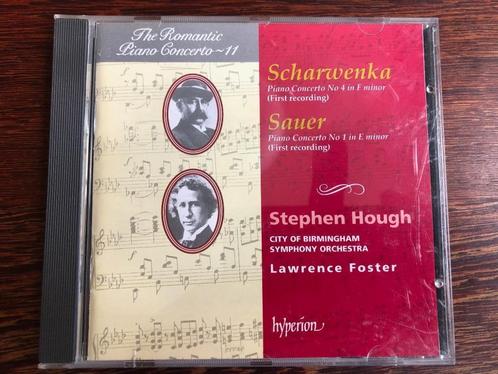 The Romantic
Piano Concerto~11
Scharwenka
Piano Concerto No 4 in F minor
(First recording)
Sauer
Piano Concerto No 1 in E minor
(First recording)
Stephen Hough
CITY OF BIRMINGHAM
SYMPHONY ORCHESTRA
Lawrence Foster
hyperion